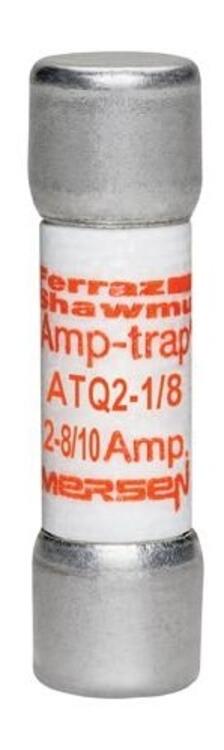 Ferraz
Shawmu
Amp-trap
ATQ2-1/8
2-8/10 Amp.
MERSEN